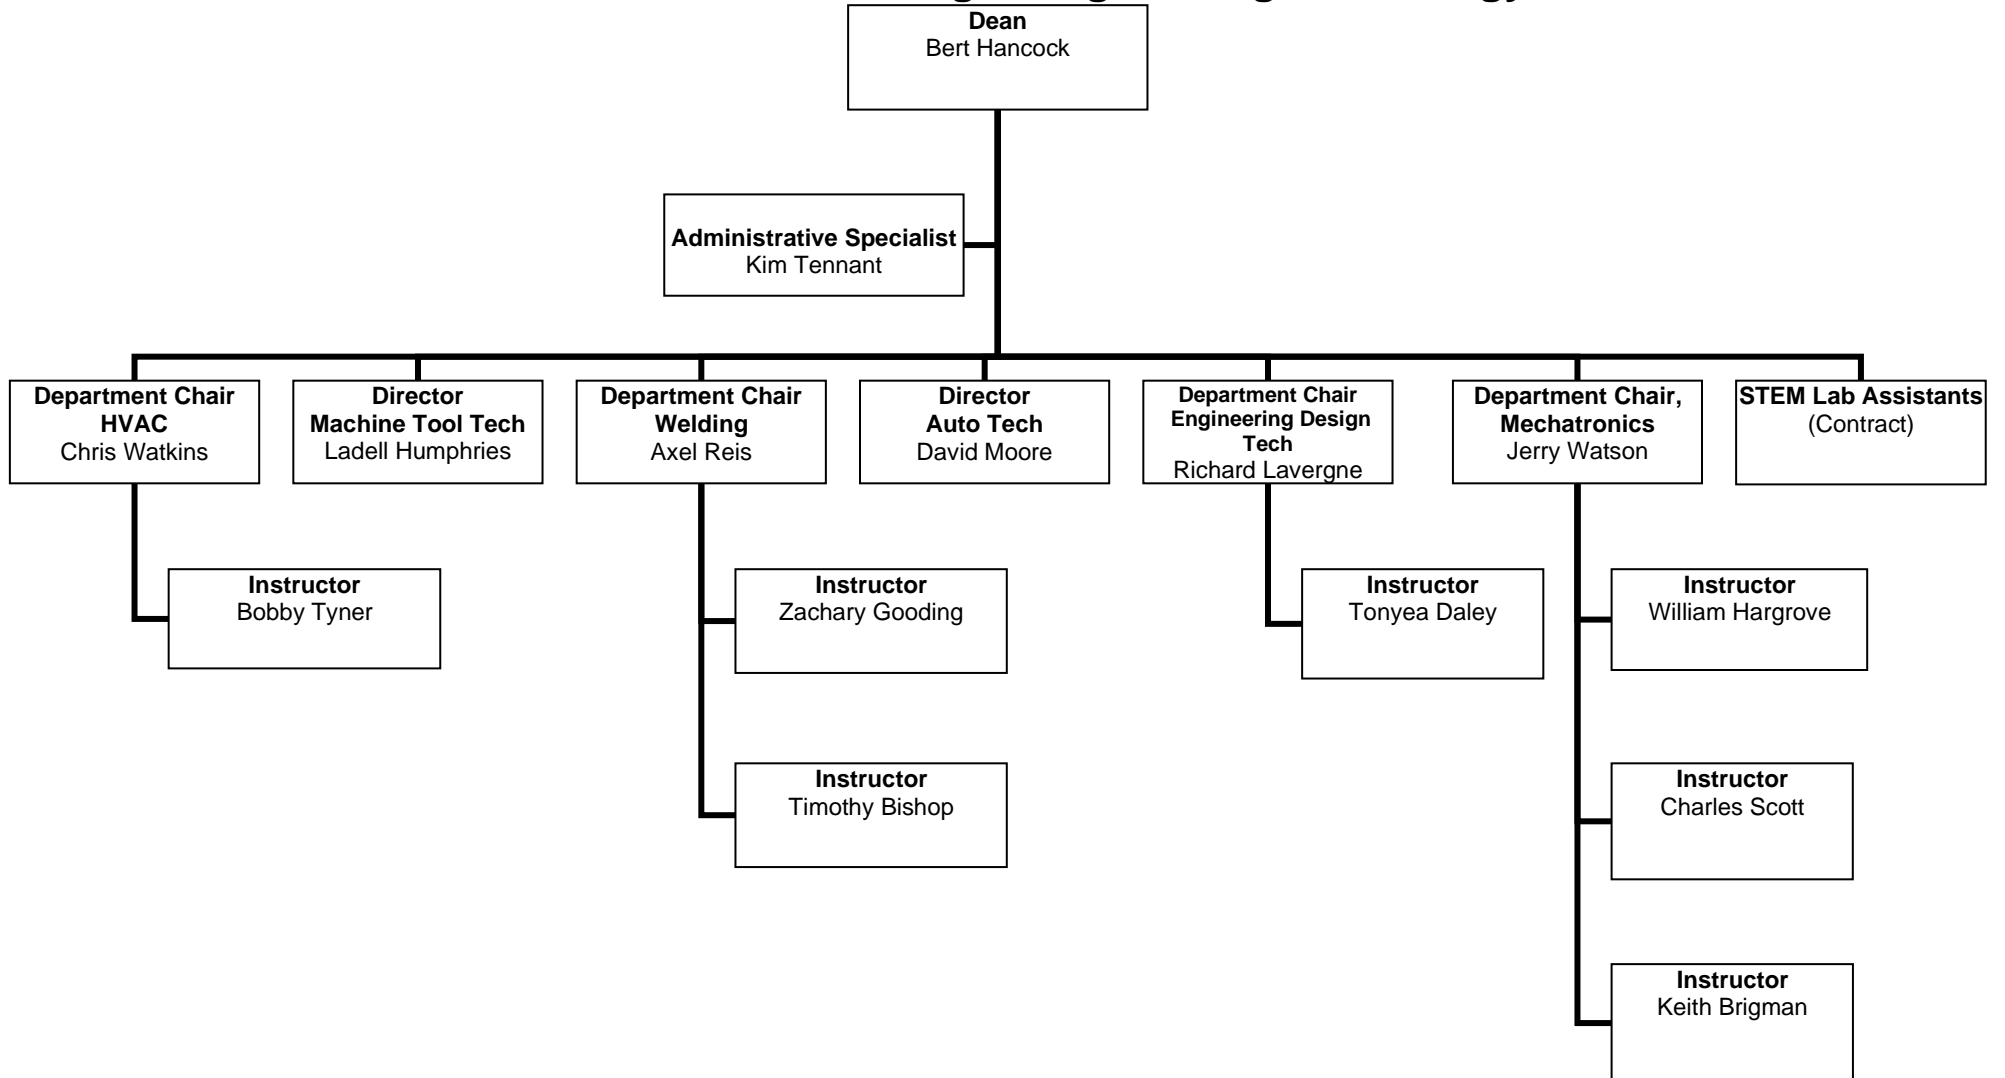 Dean
Bert Hancock
Administrative Specialist
Kim Tennant
Department Chair
HVAC
Chris Watkins
Director
Machine Tool Tech
Ladell Humphries
Department Chair
Welding
Axel Reis
Director
Auto Tech
David Moore
Department Chair
Engineering Design
Tech
Richard Lavergne
Department Chair,
Mechatronics
Jerry Watson
STEM Lab Assistants
(Contract)
Instructor
Bobby Tyner
Instructor
Zachary Gooding
Instructor
Tonyea Daley
Instructor
William Hargrove
Instructor
Timothy Bishop
Instructor
Charles Scott
Instructor
Keith Brigman